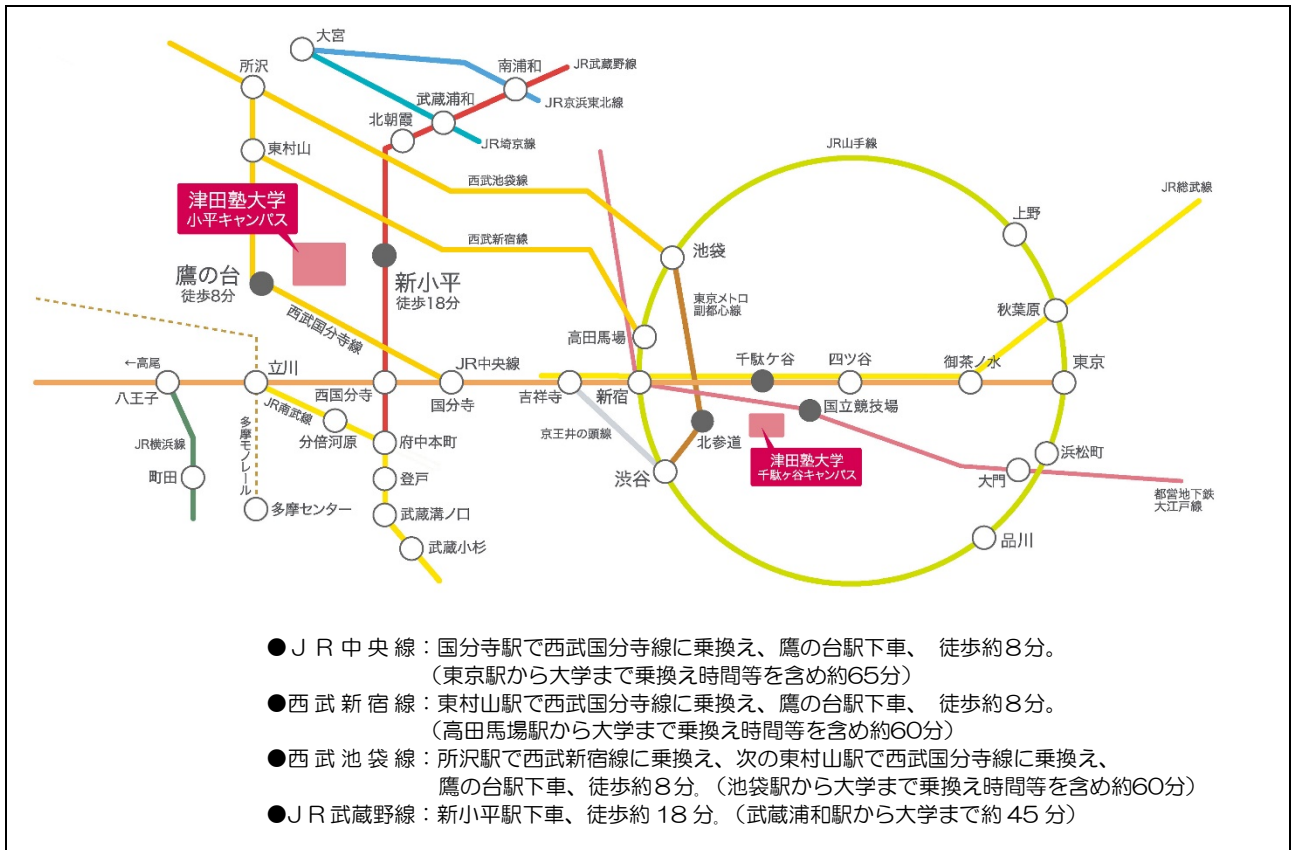 大宮
所沢
南浦和
JR武蔵野線
武蔵浦和
JR京浜東北線
北朝霞
JR埼京線
東村山
JR山手線
西武池袋線
JR総武線
津田塾大学
小平キャンパス
上野
西武新宿線
池袋
鷹の台
徒歩8分
新小平
徒歩18分
東京メトロ
副都心線
秋葉原
西武国分寺線
高田馬場
←高尾
立川
JR中央線
千駄ケ谷
四ツ谷
御茶ノ水
東京
八王子
西国分寺
国分寺
吉祥寺
新宿
JR南武線
国立競技場
分倍河原
府中本町
京王井の頭線
北参道
多摩モノレール
JR横浜線
浜松町
津田塾大学
千駄ヶ谷キャンパス
町田
登戸
渋谷
大門
都営地下鉄
大江戸線
多摩センター
武蔵溝ノ口
武蔵小杉
品川
●ＪＲ中央線：国分寺駅で西武国分寺線に乗換え、鷹の台駅下車、 徒歩約８分。
（東京駅から大学まで乗換え時間等を含め約65分）
●西武新宿線：東村山駅で西武国分寺線に乗換え、鷹の台駅下車、 徒歩約８分。
（高田馬場駅から大学まで乗換え時間等を含め約60分）
●西武池袋線：所沢駅で西武新宿線に乗換え、次の東村山駅で西武国分寺線に乗換え、
鷹の台駅下車、徒歩約８分。（池袋駅から大学まで乗換え時間等を含め約60分）
●ＪＲ武蔵野線：新小平駅下車、徒歩約 18 分。（武蔵浦和駅から大学まで約 45 分）